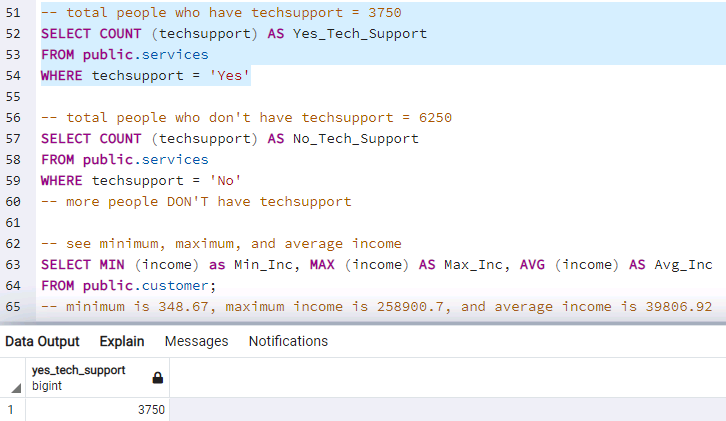 51 -- total people who have techsupport = 3750
52 SELECT COUNT (techsupport) AS Yes_Tech_Support
53 FROM public.services
54 WHERE techsupport = 'Yes'
55
56 -- total people who don't have techsupport = 6250
57 SELECT COUNT (techsupport) AS No_Tech_Support
58 FROM public.services
59 WHERE techsupport = 'No'
60 -- more people DON'T have techsupport
61
62 -- see minimum, maximum, and average income
63 SELECT MIN (income) as Min_Inc, MAX (income) AS Max_Inc, AVG (income) AS Avg_Inc
64 FROM public.customer;
65 -- minimum is 348.67, maximum income is 258900.7, and average income is 39806.92
Data Output Explain Messages Notifications
yes_tech_support
bigint
1 3750